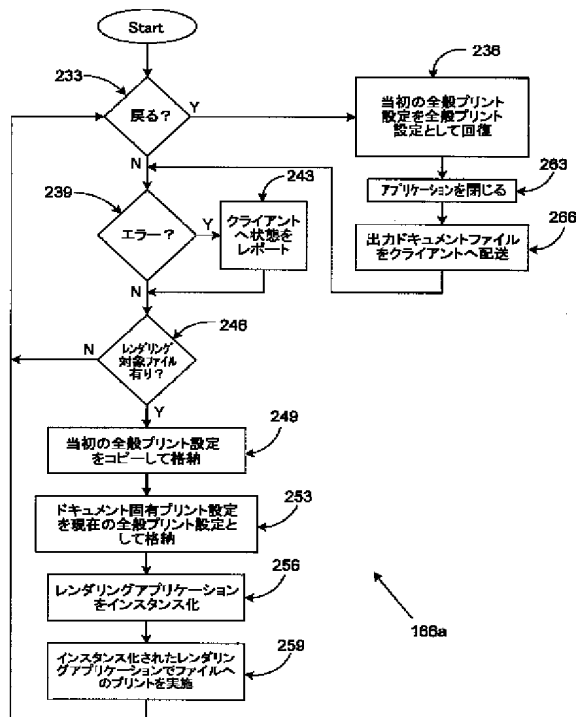 Start
233
戻る?
Y
N
236
当初の全般プリント
設定を全般プリント
設定として回復
263
アプリケーションを閉じる
266
出力ドキュメントファイル
をクライアントへ配送
239
エラー?
Y
N
243
クライアント
へ状態を
レポート
246
レンダリング
対象ファイル
有り?
N
Y
249
当初の全般プリント設定
をコピーして格納
253
ドキュメント固有プリント設定
を現在の全般プリント設定と
して格納
256
レンダリングアプリケーション
をインスタンス化
259
インスタンス化されたレンダリ
ングアプリケーションでファイルへ
のプリントを実施
166a